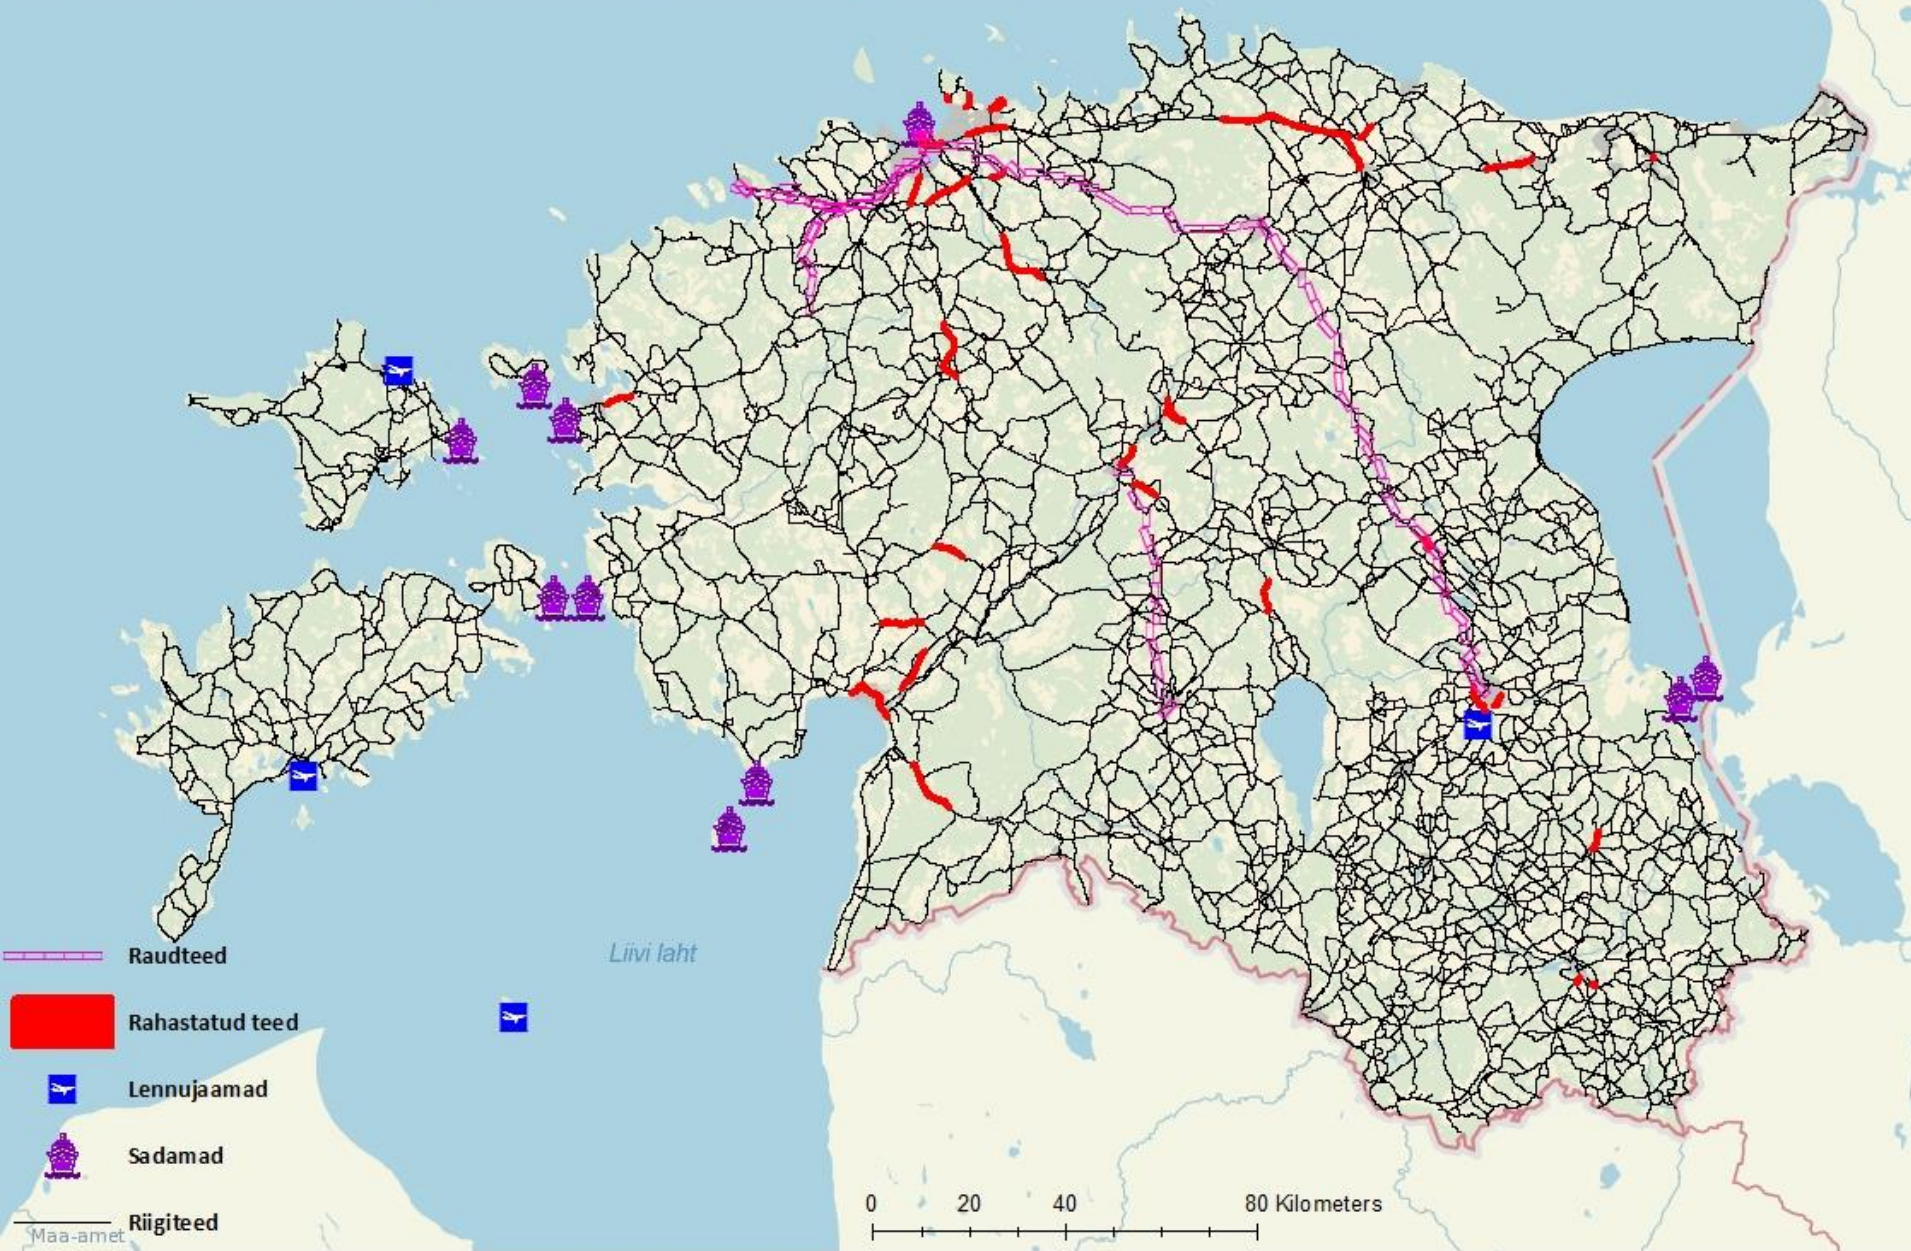 Liivi laht
Raudteed
Rahastatud teed
Lennujaamad
Sadamad
Riigiteed
Maa-amet
0 20 40 80 Kilometers